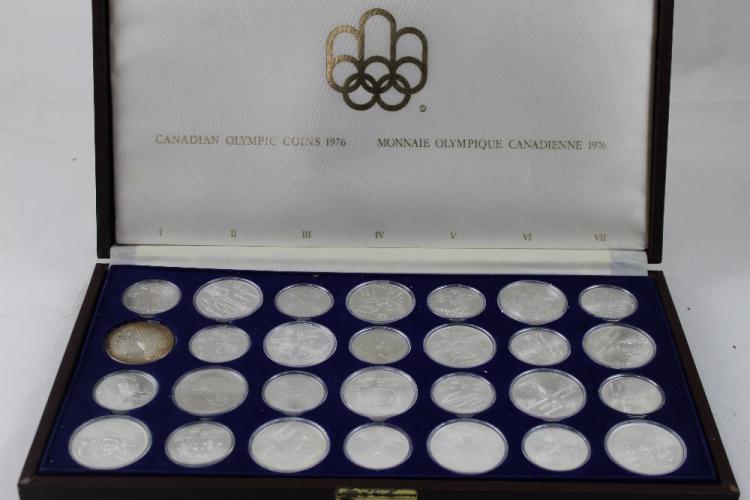 CANADIAN OLYMPIC COINS 1976 MONNAIE OLYMPIQUE CANADIENNE 1976
I II III IV V VI VII